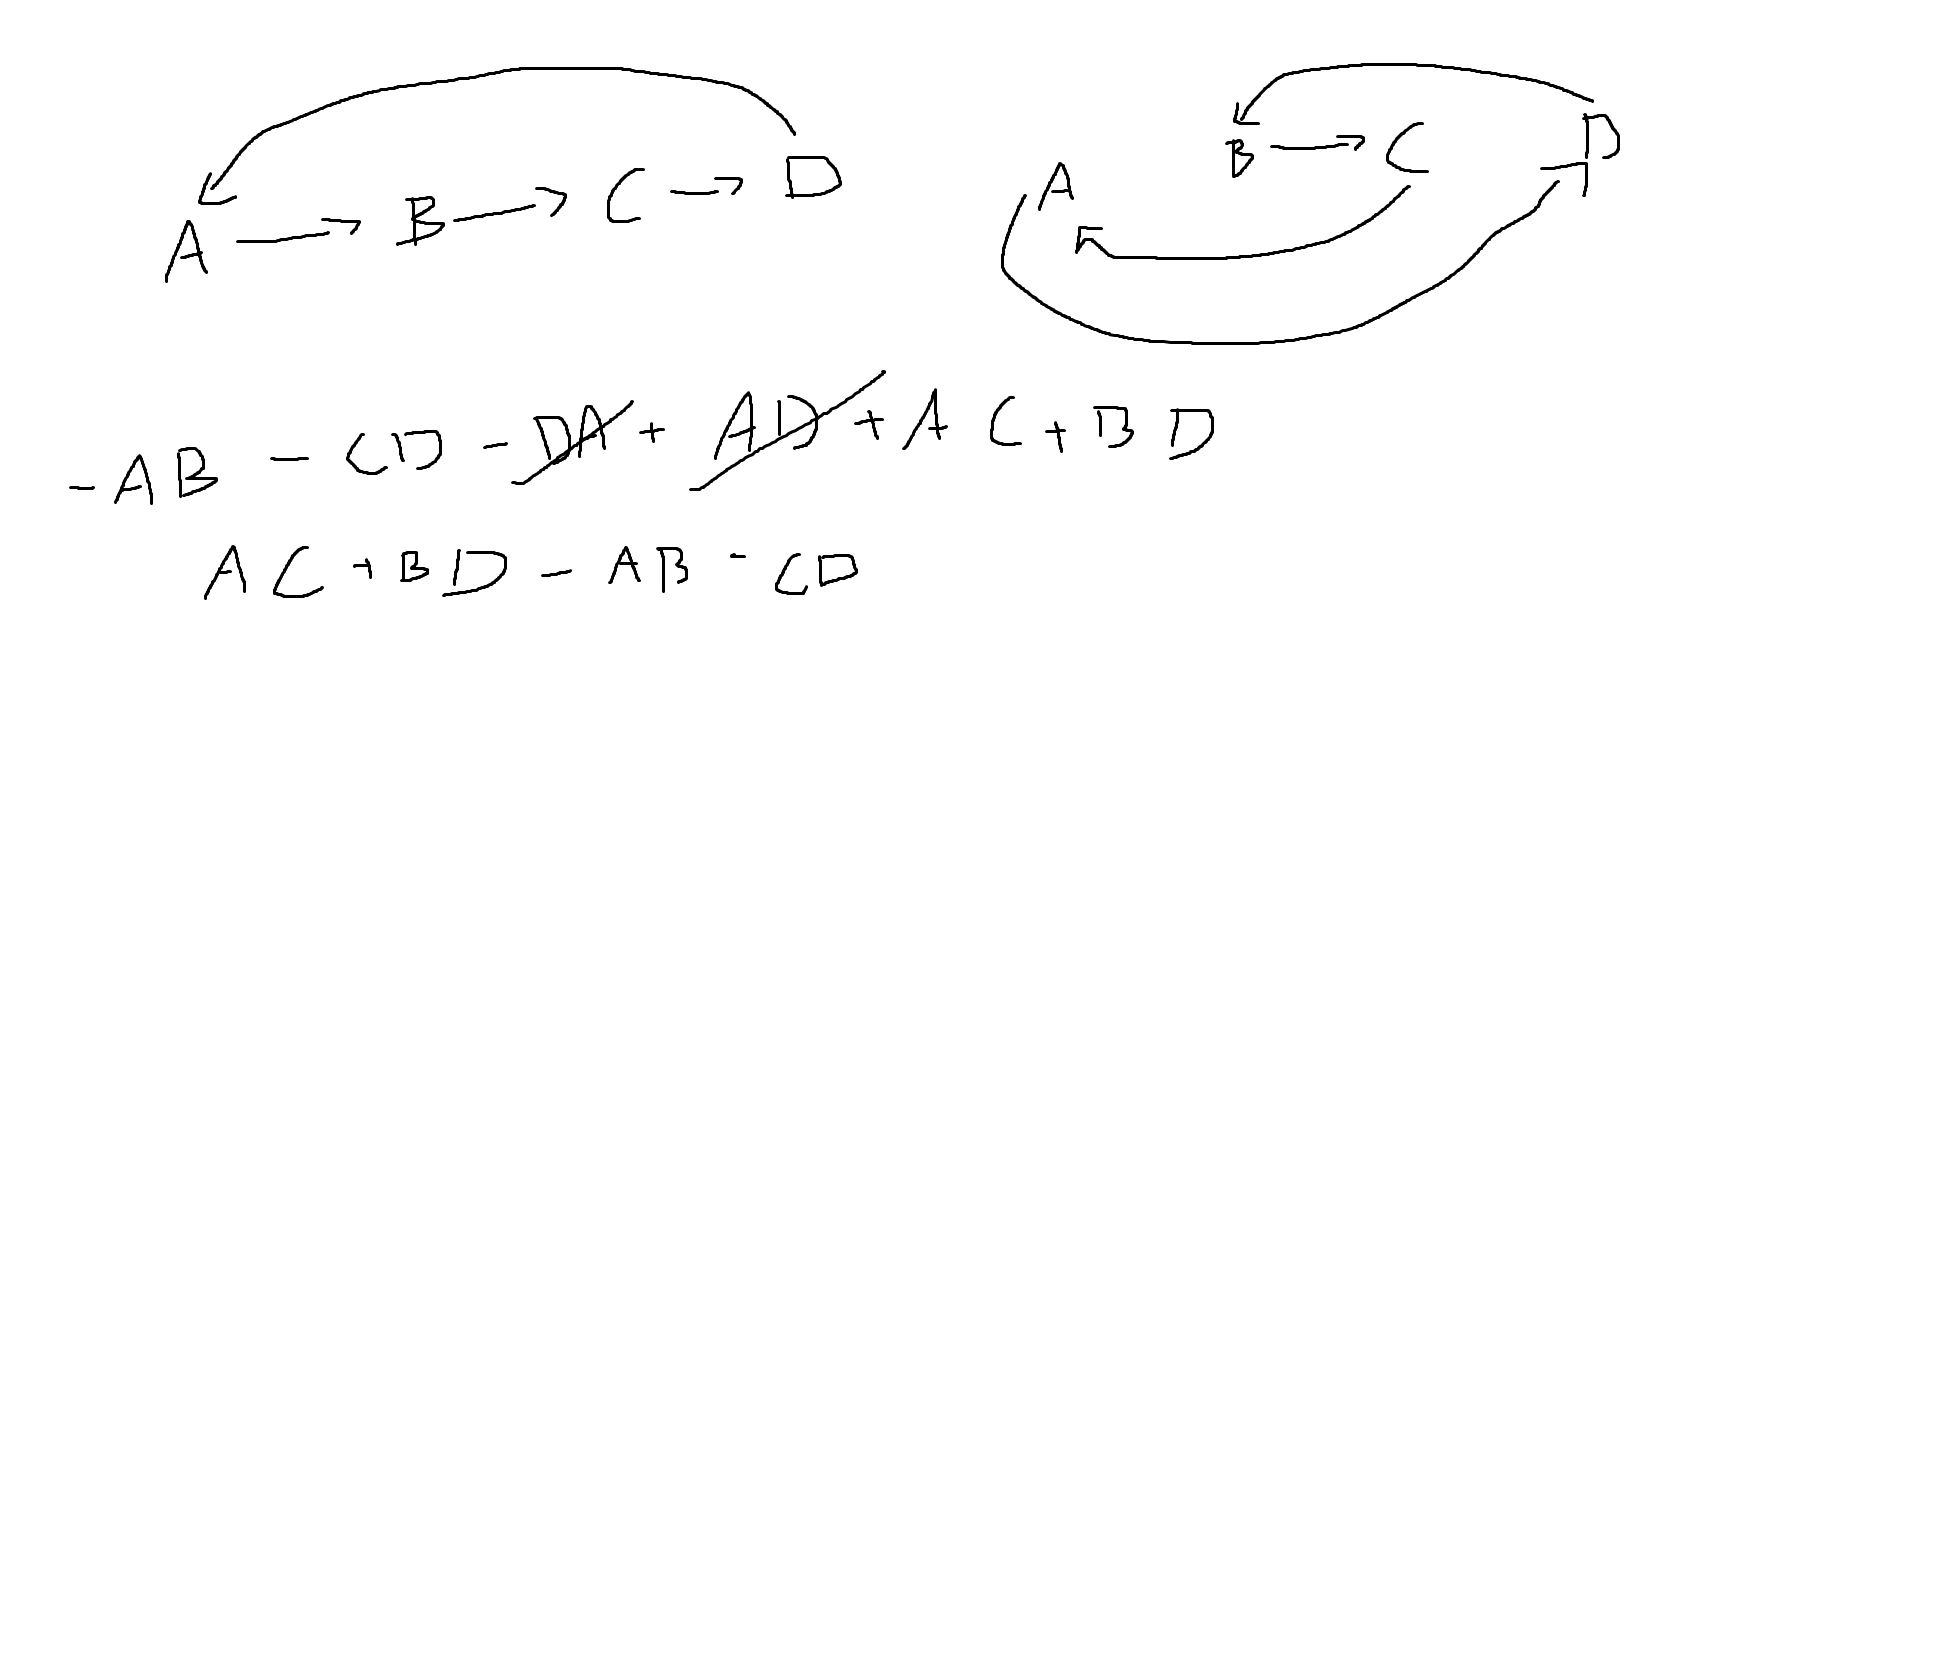 A → B → C → D
A B → C D
-AB - CD - DA + AD + AC + BD
AC + BD - AB - CD